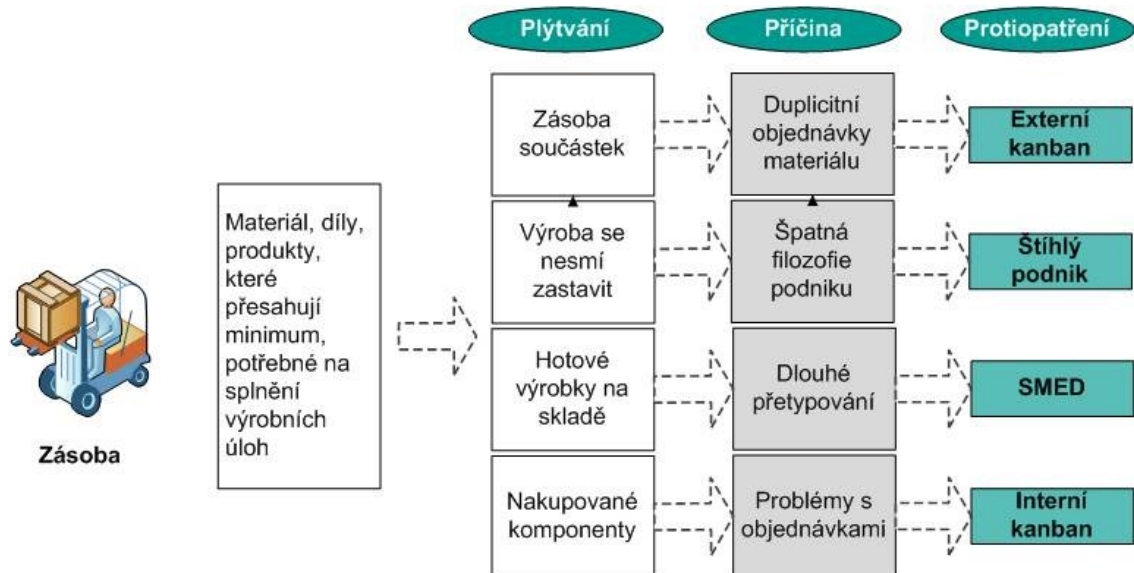 Plýtvání
Příčina
Protiopatření
Zásoba
součástek
Duplicitní
objednávky
materiálu
Externí
kanban
Materiál, díly,
produkty,
které
přesahují
minimum,
potřebné na
splnění
výrobních
úloh
Výroba se
nesmí
zastavit
Špatná
filozofie
podniku
Štíhlý
podnik
Hotové
výrobky na
skladě
Dlouhé
přetypování
SMED
Zásoba
Nakupované
komponenty
Problémy s
objednávkami
Interní
kanban